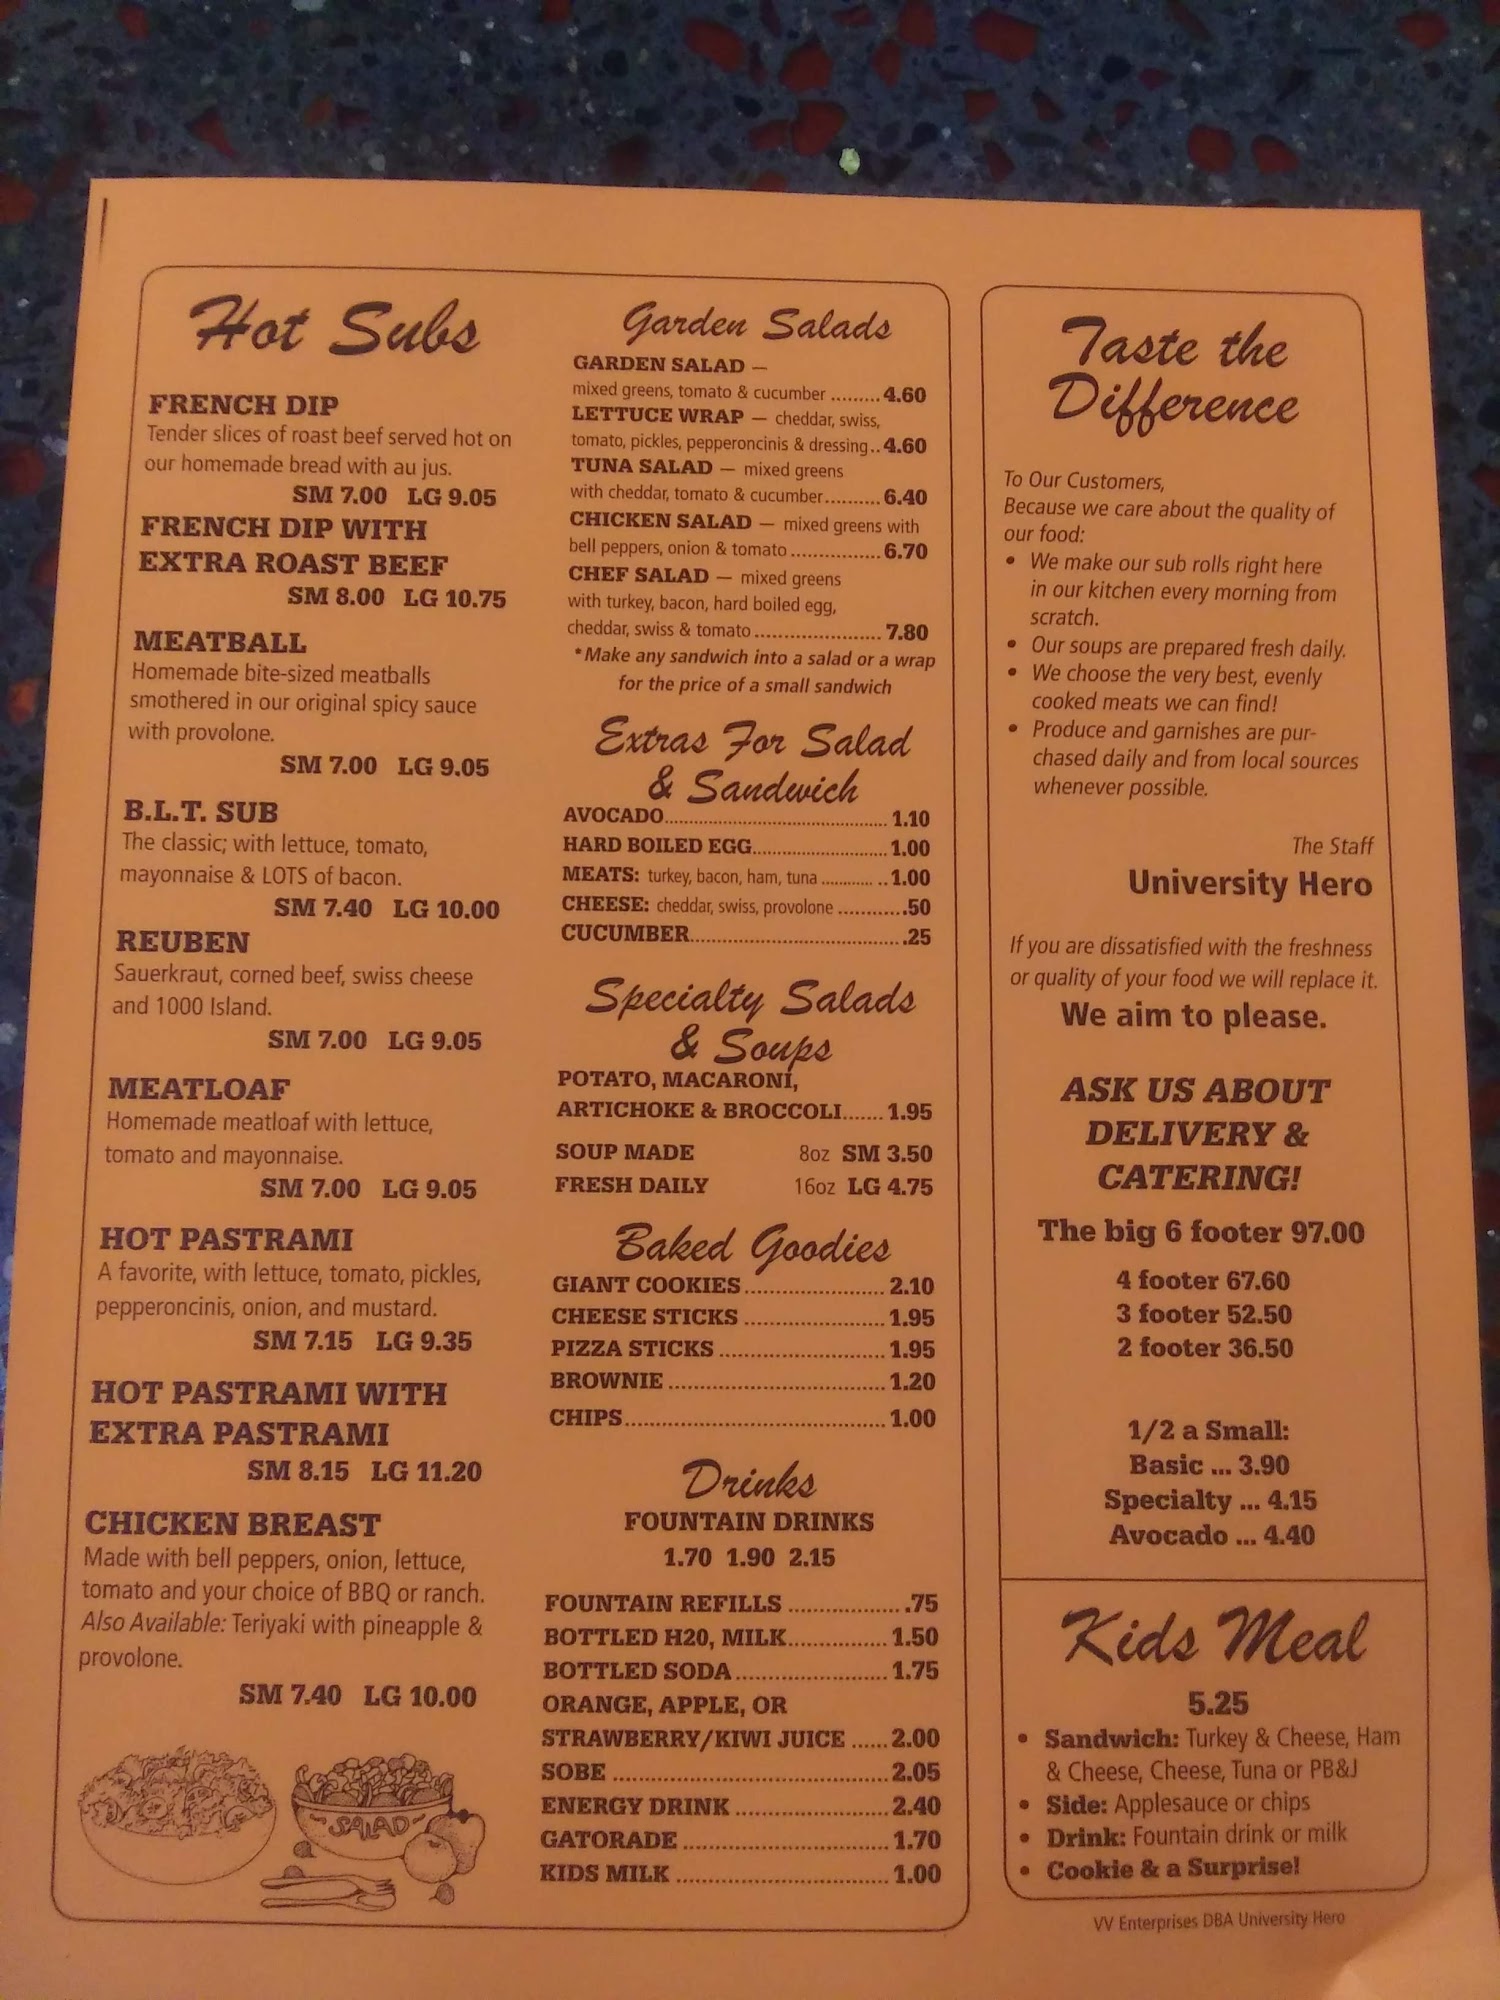 Hot Subs
FRENCH DIP
Tender slices of roast beef served hot on
our homemade bread with au jus.
SM 7.00 LG 9.05
FRENCH DIP WITH
EXTRA ROAST BEEF
SM 8.00 LG 10.75
MEATBALL
Homemade bite-sized meatballs
smothered in our original spicy sauce
with provolone.
SM 7.00 LG 9.05
B.L.T. SUB
The classic; with lettuce, tomato,
mayonnaise & LOTS of bacon.
SM 7.40 LG 10.00
REUBEN
Sauerkraut, corned beef, swiss cheese
and 1000 Island.
SM 7.00 LG 9.05
MEATLOAF
Homemade meatloaf with lettuce,
tomato and mayonnaise.
SM 7.00 LG 9.05
HOT PASTRAMI
A favorite, with lettuce, tomato, pickles,
pepperoncinis, onion, and mustard.
SM 7.15 LG 9.35
HOT PASTRAMI WITH
EXTRA PASTRAMI
SM 8.15 LG 11.20
CHICKEN BREAST
Made with bell peppers, onion, lettuce,
tomato and your choice of BBQ or ranch.
Also Available: Teriyaki with pineapple &
provolone.
SM 7.40 LG 10.00
SALAD
Garden Salads
GARDEN SALAD —
mixed greens, tomato & cucumber ......... 4.60
LETTUCE WRAP — cheddar, swiss,
tomato, pickles, pepperoncinis & dressing.. 4.60
TUNA SALAD — mixed greens
with cheddar, tomato & cucumber.......... 6.40
CHICKEN SALAD — mixed greens with
bell peppers, onion & tomato ................ 6.70
CHEF SALAD — mixed greens
with turkey, bacon, hard boiled egg,
cheddar, swiss & tomato ....................... 7.80
*Make any sandwich into a salad or a wrap
for the price of a small sandwich
Extras For Salad
& Sandwich
AVOCADO........................................ 1.10
HARD BOILED EGG........................ 1.00
MEATS: turkey, bacon, ham, tuna ............ .. 1.00
CHEESE: cheddar, swiss, provolone ............ .50
CUCUMBER...................................... .25
Specialty Salads
& Soups
POTATO, MACARONI,
ARTICHOKE & BROCCOLI...... 1.95
SOUP MADE 8oz SM 3.50
FRESH DAILY 16oz LG 4.75
Baked Goodies
GIANT COOKIES ........................ 2.10
CHEESE STICKS ........................ 1.95
PIZZA STICKS ............................ 1.95
BROWNIE .................................... 1.20
CHIPS............................................ 1.00
Drinks
FOUNTAIN DRINKS
1.70 1.90 2.15
FOUNTAIN REFILLS ................... .75
BOTTLED H20, MILK................. 1.50
BOTTLED SODA ......................... 1.75
ORANGE, APPLE, OR
STRAWBERRY/KIWI JUICE ...... 2.00
SOBE ............................................. 2.05
ENERGY DRINK ......................... 2.40
GATORADE .................................. 1.70
KIDS MILK .................................. 1.00
Taste the
Difference
To Our Customers,
Because we care about the quality of
our food:
• We make our sub rolls right here
in our kitchen every morning from
scratch.
• Our soups are prepared fresh daily.
• We choose the very best, evenly
cooked meats we can find!
• Produce and garnishes are pur-
chased daily and from local sources
whenever possible.
The Staff
University Hero
If you are dissatisfied with the freshness
or quality of your food we will replace it.
We aim to please.
ASK US ABOUT
DELIVERY &
CATERING!
The big 6 footer 97.00
4 footer 67.60
3 footer 52.50
2 footer 36.50
1/2 a Small:
Basic ... 3.90
Specialty ... 4.15
Avocado ... 4.40
Kids Meal
5.25
• Sandwich: Turkey & Cheese, Ham
& Cheese, Cheese, Tuna or PB&J
• Side: Applesauce or chips
• Drink: Fountain drink or milk
• Cookie & a Surprise!
VV Enterprises DBA University Hero